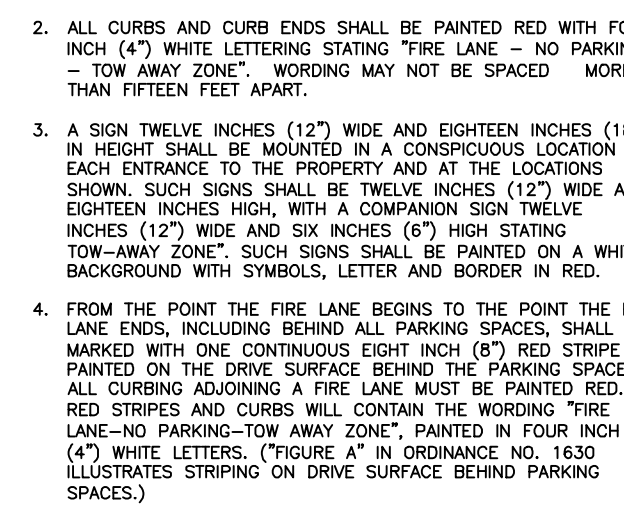 2. ALL CURBS AND CURB ENDS SHALL BE PAINTED RED WITH
INCH (4") WHITE LETTERING STATING "FIRE LANE – NO
– TOW AWAY ZONE". WORDING MAY NOT BE SPACED
THAN FIFTEEN FEET APART.
3. A SIGN TWELVE INCHES (12") WIDE AND EIGHTEEN INCHES
IN HEIGHT SHALL BE MOUNTED IN A CONSPICUOUS LOCATION
EACH ENTRANCE TO THE PROPERTY AND AT THE LOCATIONS
SHOWN. SUCH SIGNS SHALL BE TWELVE INCHES (12") WIDE
EIGHTEEN INCHES HIGH, WITH A COMPANION SIGN TWELVE
INCHES (12") WIDE AND SIX INCHES (6") HIGH STATING
TOW–AWAY ZONE". SUCH SIGNS SHALL BE PAINTED ON A
BACKGROUND WITH SYMBOLS, LETTER AND BORDER IN RED.
4. FROM THE POINT THE FIRE LANE BEGINS TO THE POINT THE
LANE ENDS, INCLUDING BEHIND ALL PARKING SPACES, SHALL
MARKED WITH ONE CONTINUOUS EIGHT INCH (8") RED STRIPE
PAINTED ON THE DRIVE SURFACE BEHIND THE PARKING
ALL CURBING ADJOINING A FIRE LANE MUST BE PAINTED RED.
RED STRIPES AND CURBS WILL CONTAIN THE WORDING "FIRE
LANE–NO PARKING–TOW AWAY ZONE", PAINTED IN FOUR INCH
(4") WHITE LETTERS. ("FIGURE A" IN ORDINANCE NO. 1630
ILLUSTRATES STRIPING ON DRIVE SURFACE BEHIND PARKING
SPACES.)